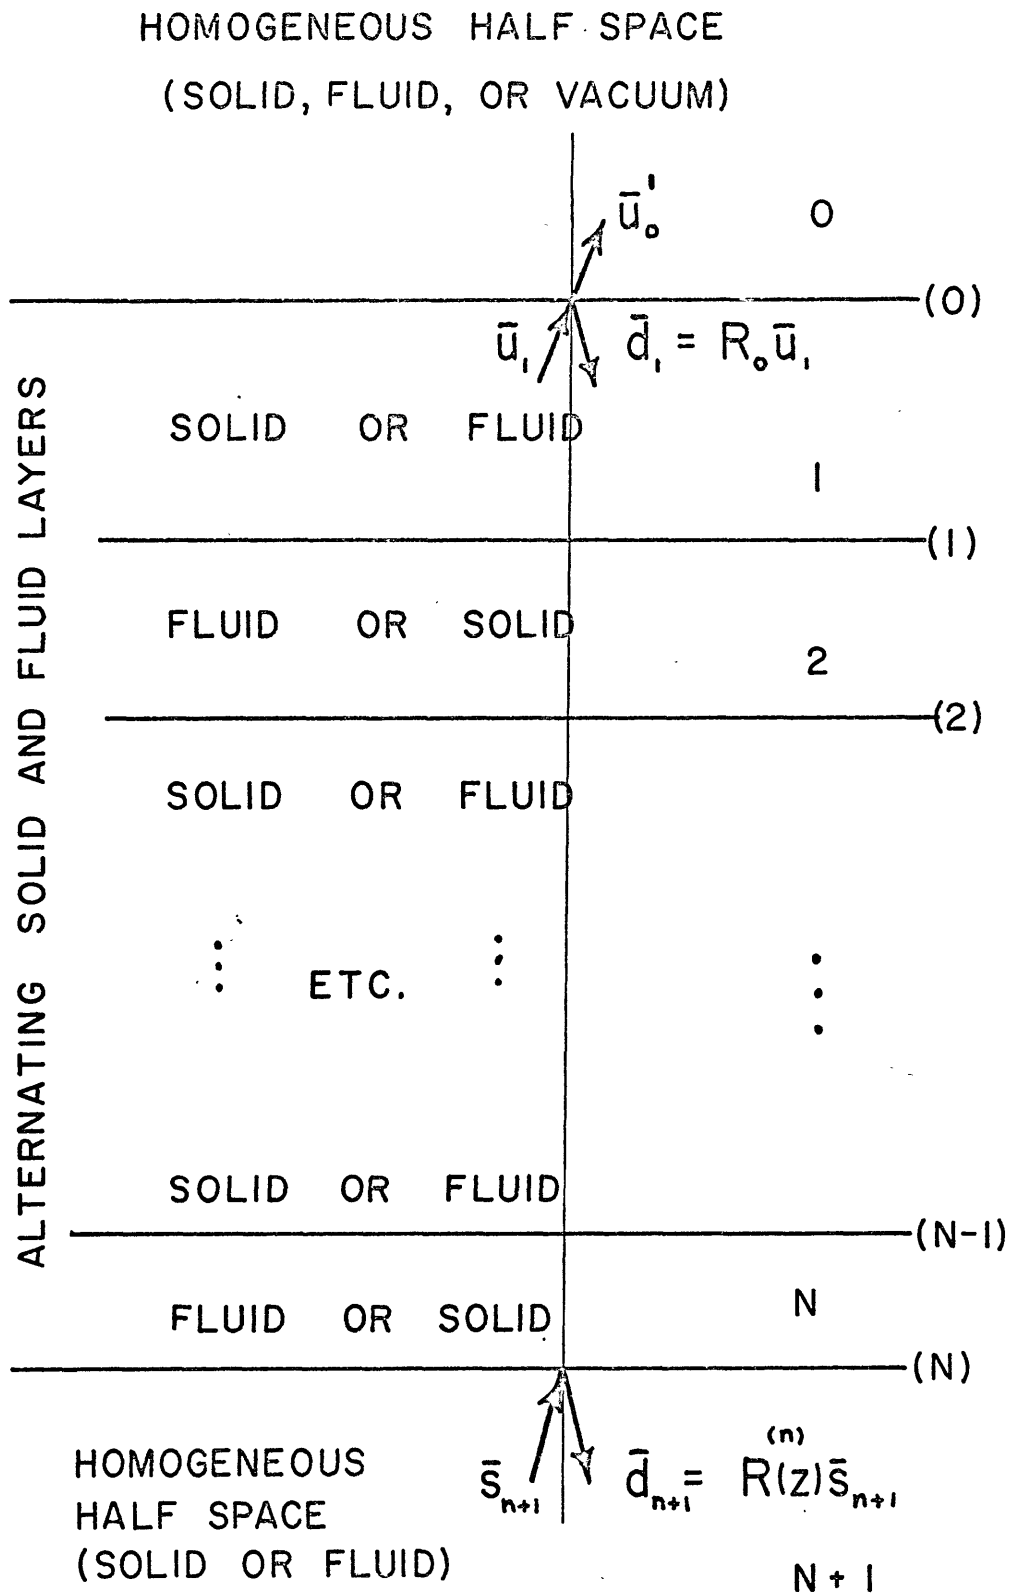 HOMOGENEOUS HALF SPACE
(SOLID, FLUID, OR VACUUM)
ū₀' 0
(0)
ū₁ d̄₁ = R₀ū₁
SOLID OR FLUID
1
(1)
FLUID OR SOLID
2
(2)
SOLID OR FLUID
⋮ ETC. ⋮ ⋮
SOLID OR FLUID
(N-1)
FLUID OR SOLID N
(N)
s̄ₙ₊₁ d̄ₙ₊₁ = R⁽ⁿ⁾(z)s̄ₙ₊₁
HOMOGENEOUS
HALF SPACE
(SOLID OR FLUID)
N + 1
ALTERNATING SOLID AND FLUID LAYERS